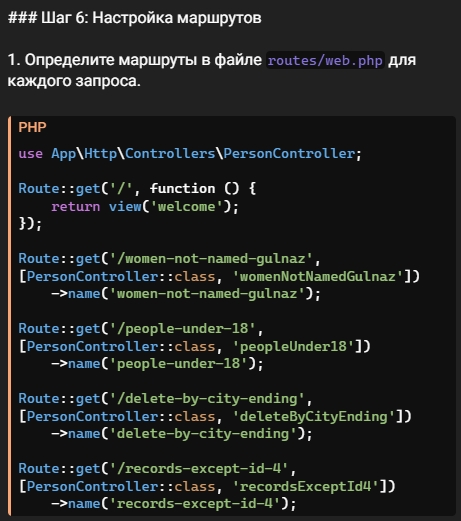 ### Шаг 6: Настройка маршрутов
1. Определите маршруты в файле routes/web.php для
каждого запроса.
PHP
use App\Http\Controllers\PersonController;
Route::get('/', function () {
    return view('welcome');
});
Route::get('/women-not-named-gulnaz',
[PersonController::class, 'womenNotNamedGulnaz'])
    ->name('women-not-named-gulnaz');
Route::get('/people-under-18',
[PersonController::class, 'peopleUnder18'])
    ->name('people-under-18');
Route::get('/delete-by-city-ending',
[PersonController::class, 'deleteByCityEnding'])
    ->name('delete-by-city-ending');
Route::get('/records-except-id-4',
[PersonController::class, 'recordsExceptId4'])
    ->name('records-except-id-4');